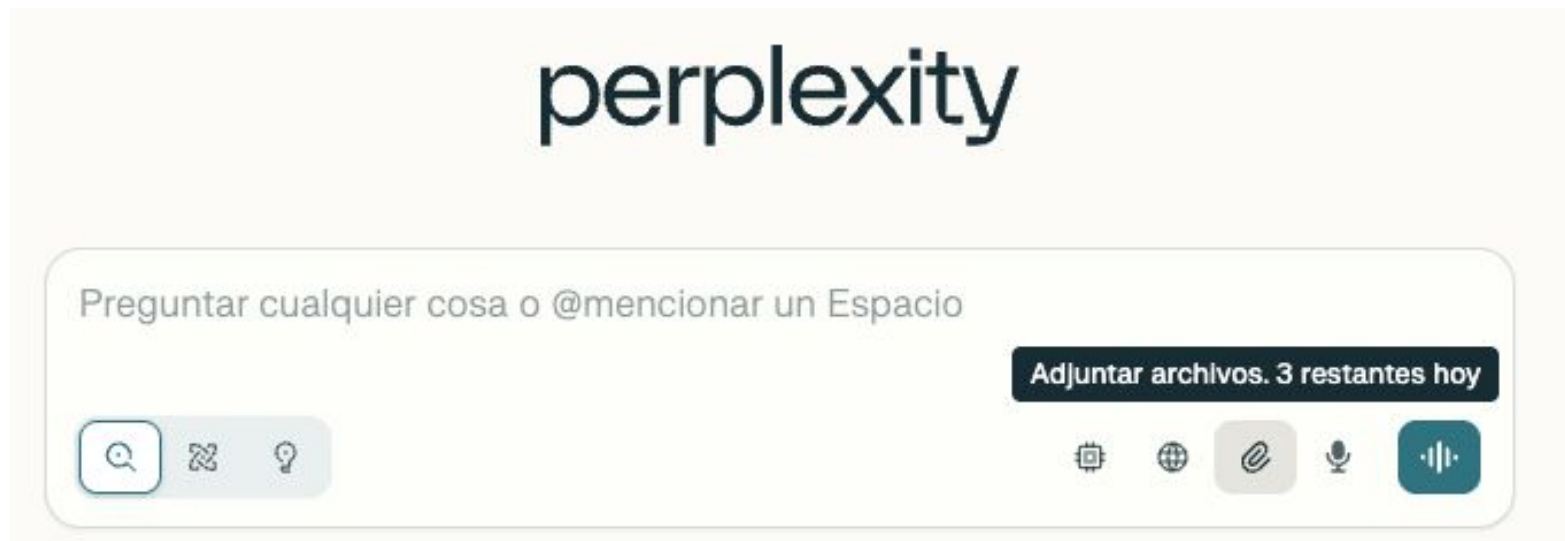 perplexity
Preguntar cualquier cosa o @mencionar un Espacio
Adjuntar archivos. 3 restantes hoy